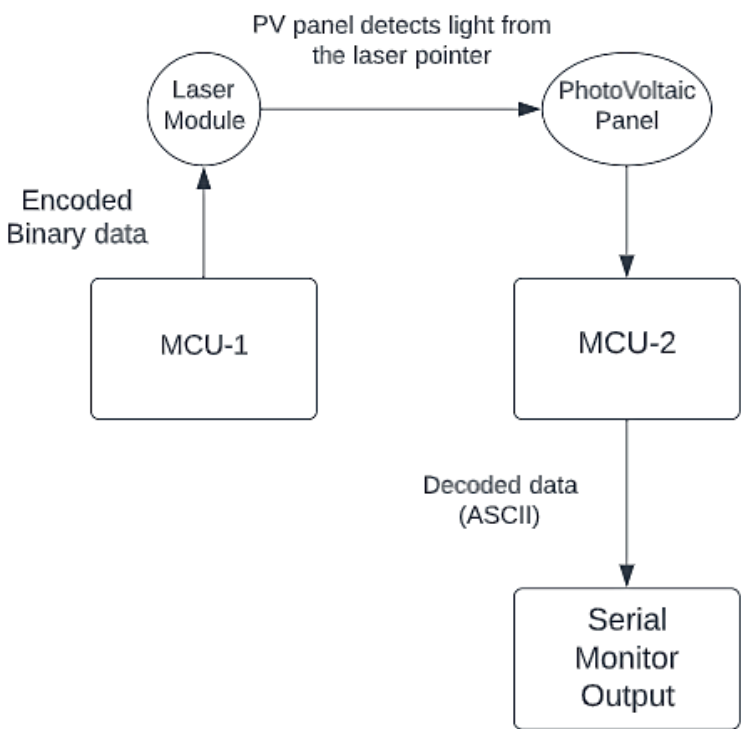 PV panel detects light from
the laser pointer
Laser
Module
PhotoVoltaic
Panel
Encoded
Binary data
MCU-1
MCU-2
Decoded data
(ASCII)
Serial
Monitor
Output